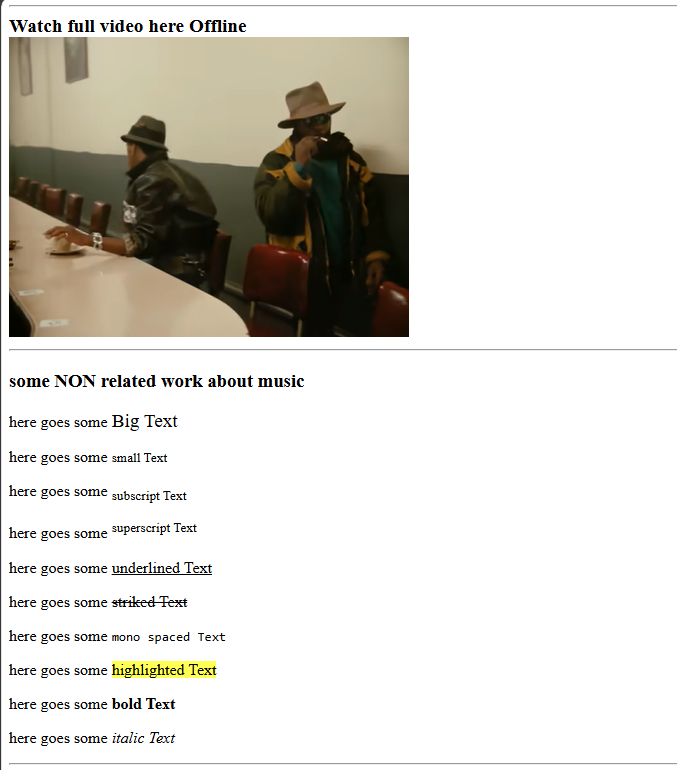 Watch full video here Offline
some NON related work about music
here goes some Big Text
here goes some small Text
here goes some subscript Text
here goes some superscript Text
here goes some underlined Text
here goes some striked Text
here goes some mono spaced Text
here goes some highlighted Text
here goes some bold Text
here goes some italic Text